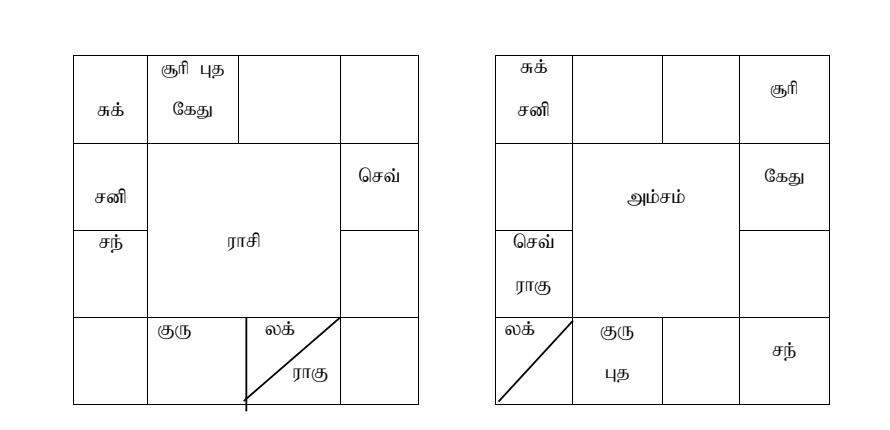 சூரி புத
சுக்
கேது
செவ்
சனி
சந்
ராசி
குரு
லக்
ராகு
சுக்
சனி
சூரி
கேது
அம்சம்
செவ்
ராகு
லக்
குரு
புத
சந்